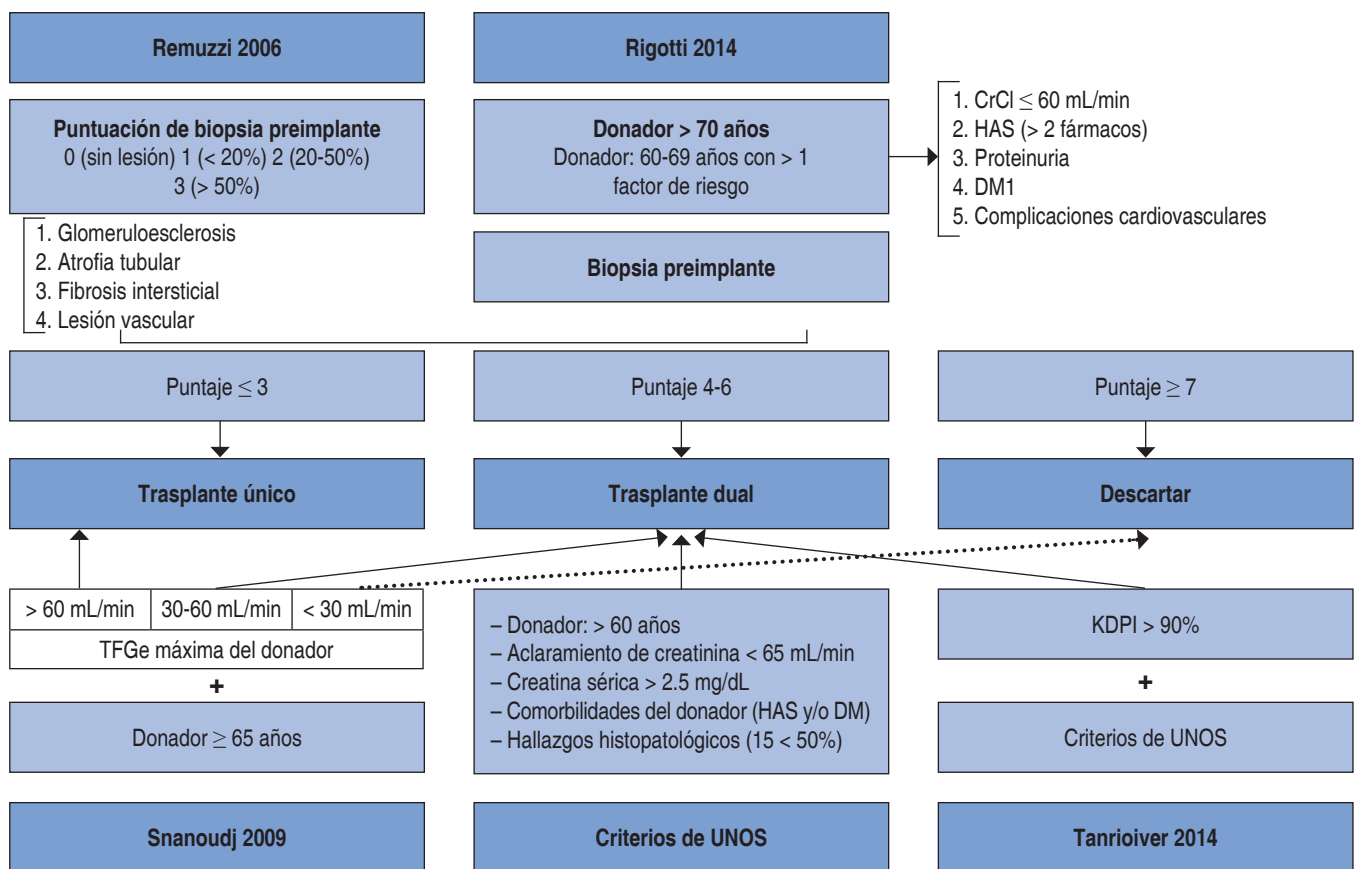 Remuzzi 2006
Puntuación de biopsia preimplante
0 (sin lesión) 1 (< 20%) 2 (20-50%)
3 (> 50%)
1. Glomeruloesclerosis
2. Atrofia tubular
3. Fibrosis intersticial
4. Lesión vascular
Rigotti 2014
Donador > 70 años
Donador: 60-69 años con > 1
factor de riesgo
Biopsia preimplante
1. CrCl ≤ 60 mL/min
2. HAS (> 2 fármacos)
3. Proteinuria
4. DM1
5. Complicaciones cardiovasculares
Puntaje ≤ 3
Puntaje 4-6
Puntaje ≥ 7
Trasplante único
Trasplante dual
Descartar
> 60 mL/min
30-60 mL/min
< 30 mL/min
TFGe máxima del donador
+
Donador ≥ 65 años
Snanoudj 2009
– Donador: > 60 años
– Aclaramiento de creatinina < 65 mL/min
– Creatina sérica > 2.5 mg/dL
– Comorbilidades del donador (HAS y/o DM)
– Hallazgos histopatológicos (15 < 50%)
Criterios de UNOS
KDPI > 90%
+
Criterios de UNOS
Tanrioiver 2014